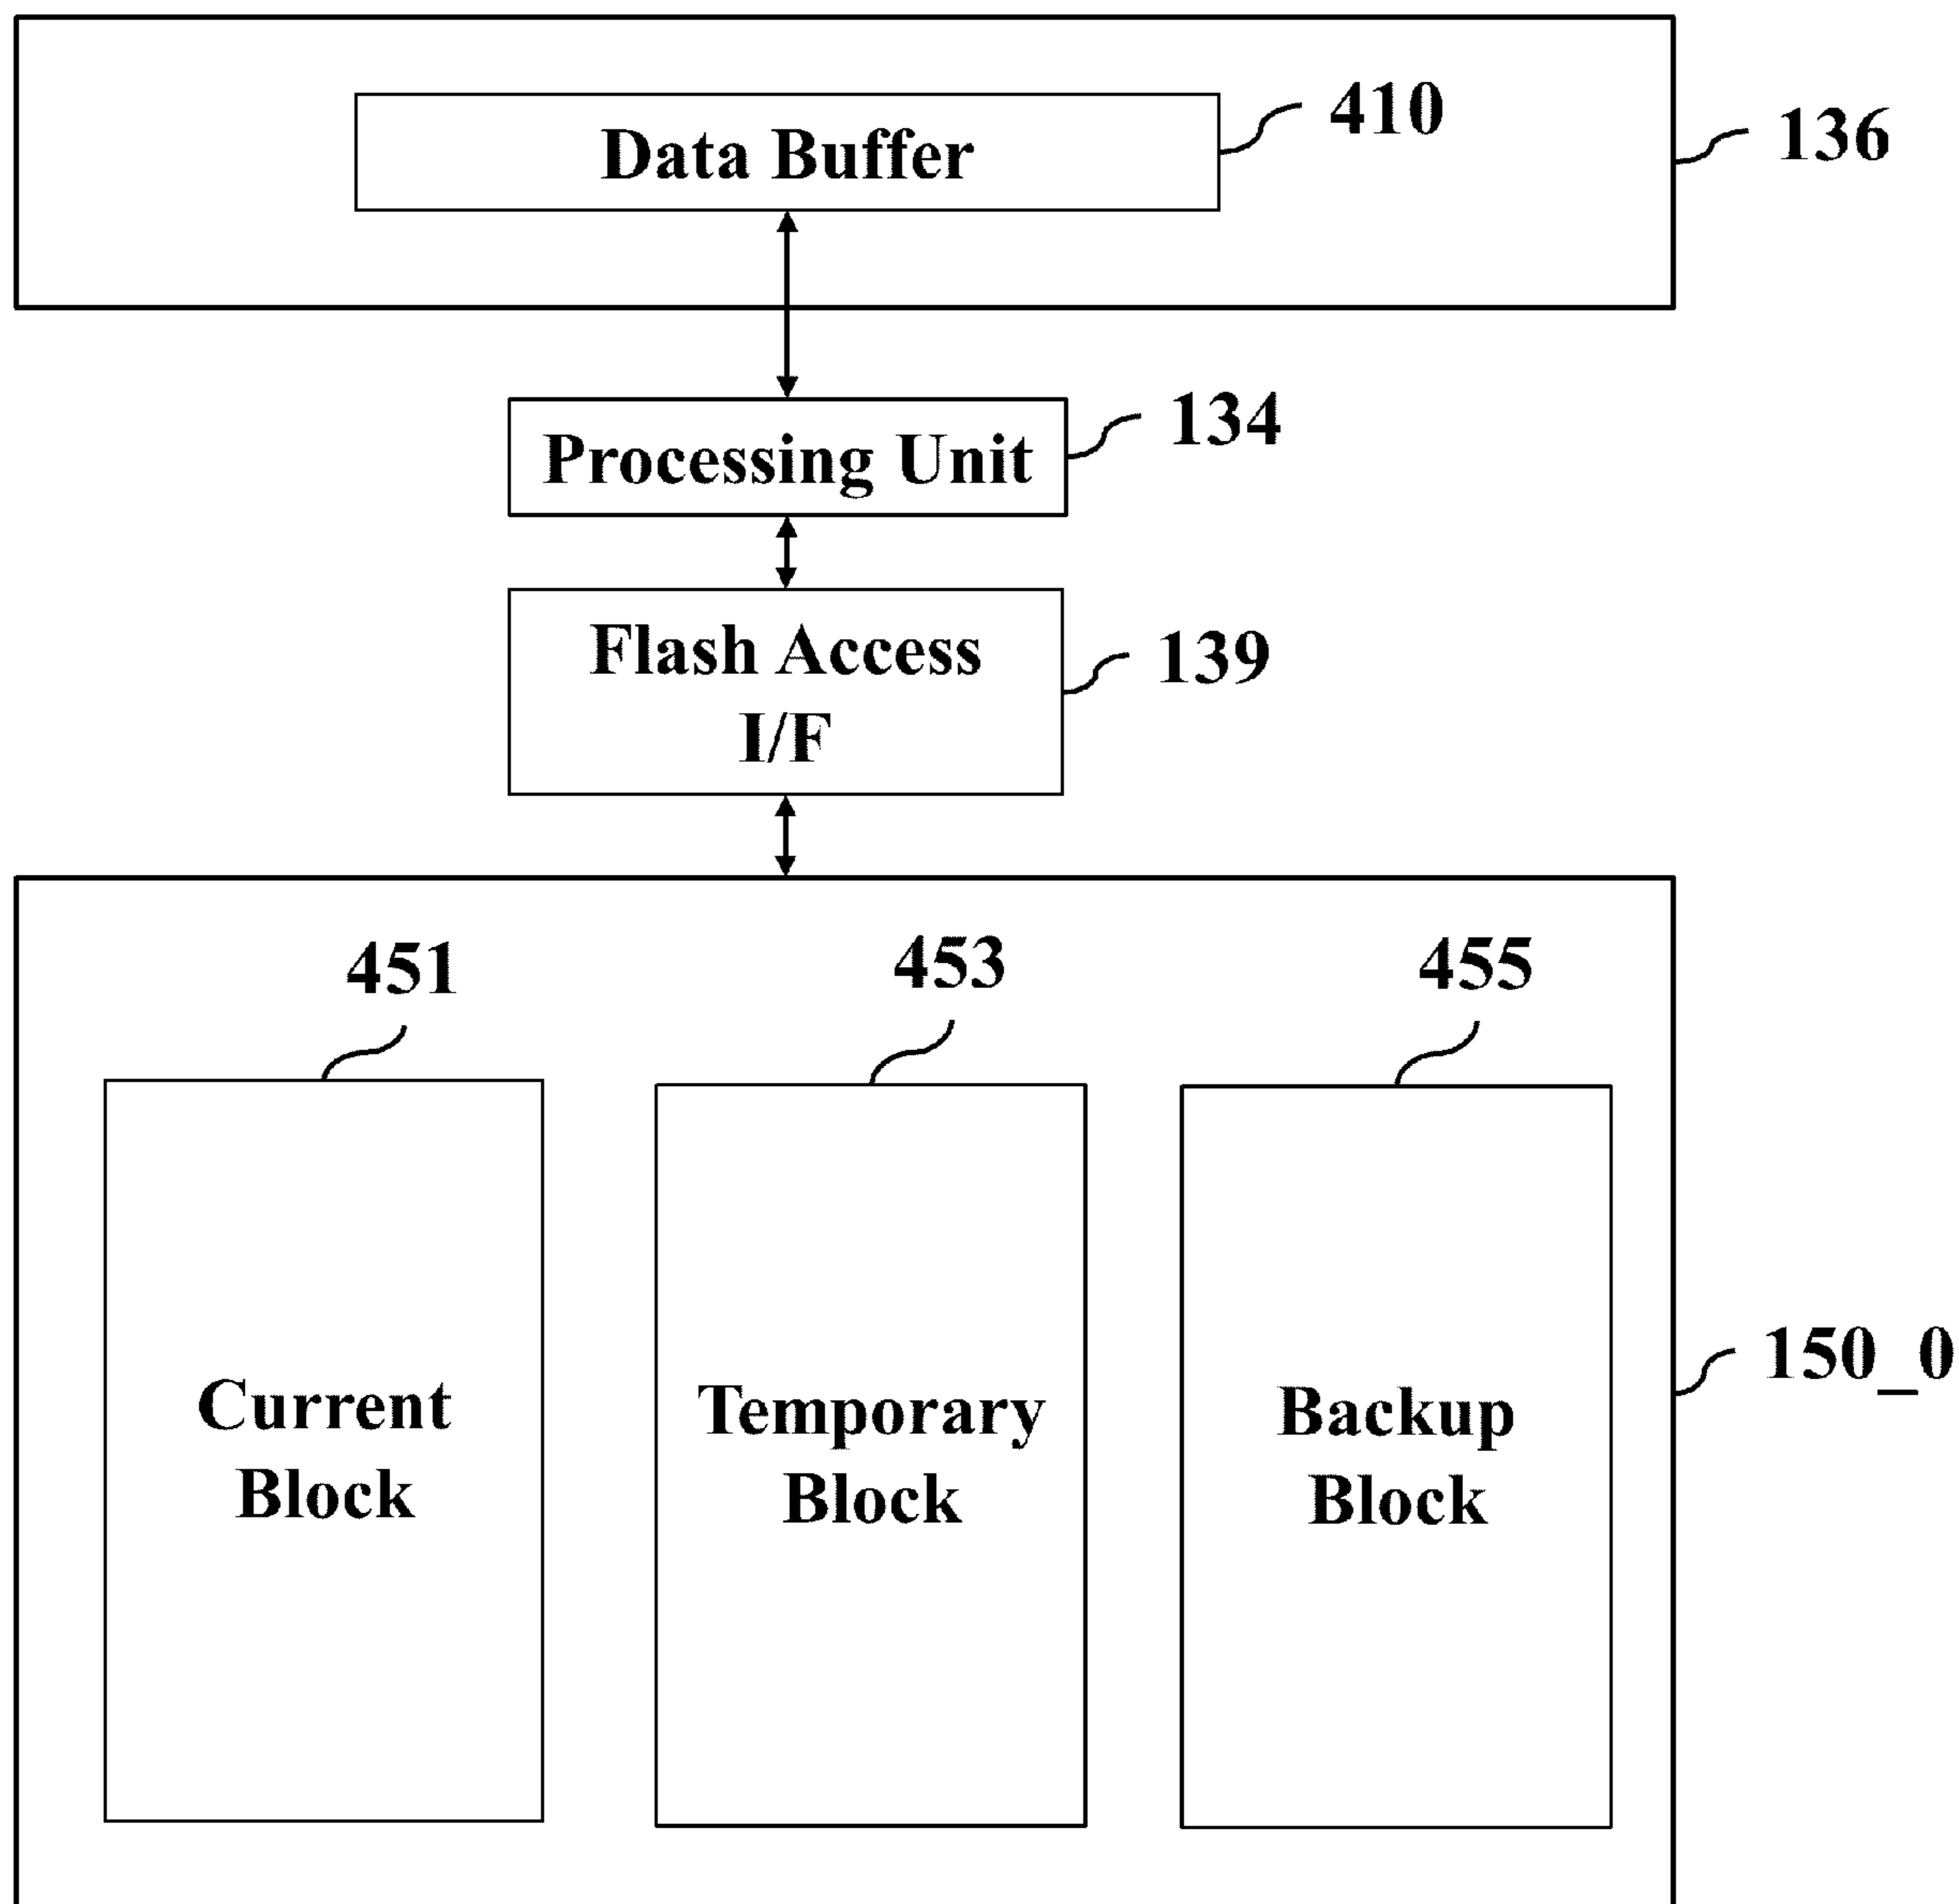 410
136
Data Buffer
134
Processing Unit
139
Flash Access
I/F
451
453
455
150_0
Current
Block
Temporary
Block
Backup
Block